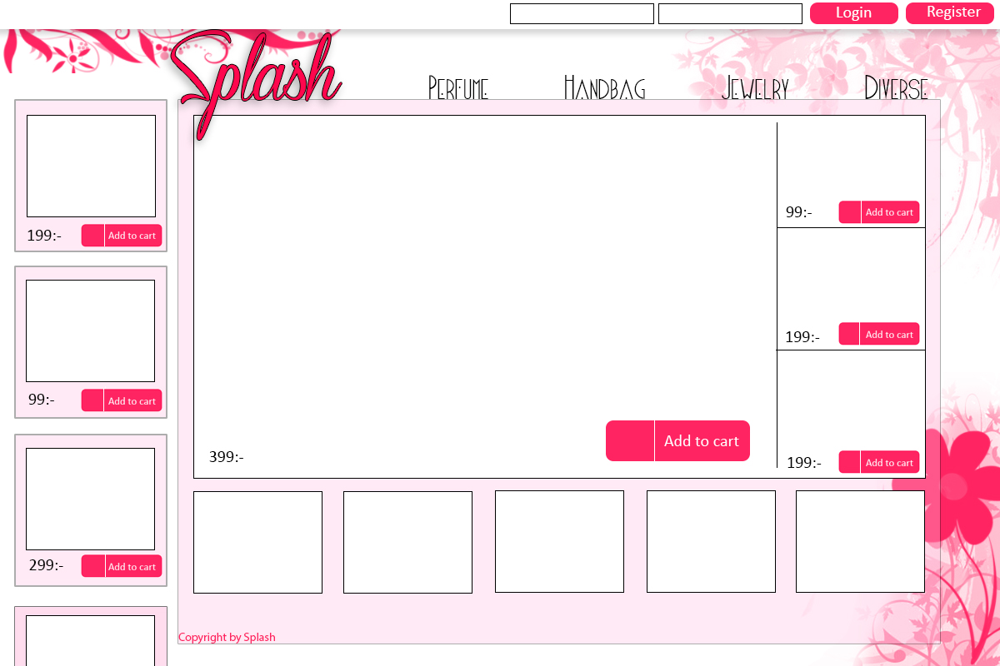 Login
Register
Splash
PERFUME
HANDBAG
JEWELRY
DIVERSE
199:-
Add to cart
99:-
Add to cart
299:-
Add to cart
399:-
Add to cart
99:-
Add to cart
199:-
Add to cart
199:-
Add to cart
Copyright by Splash